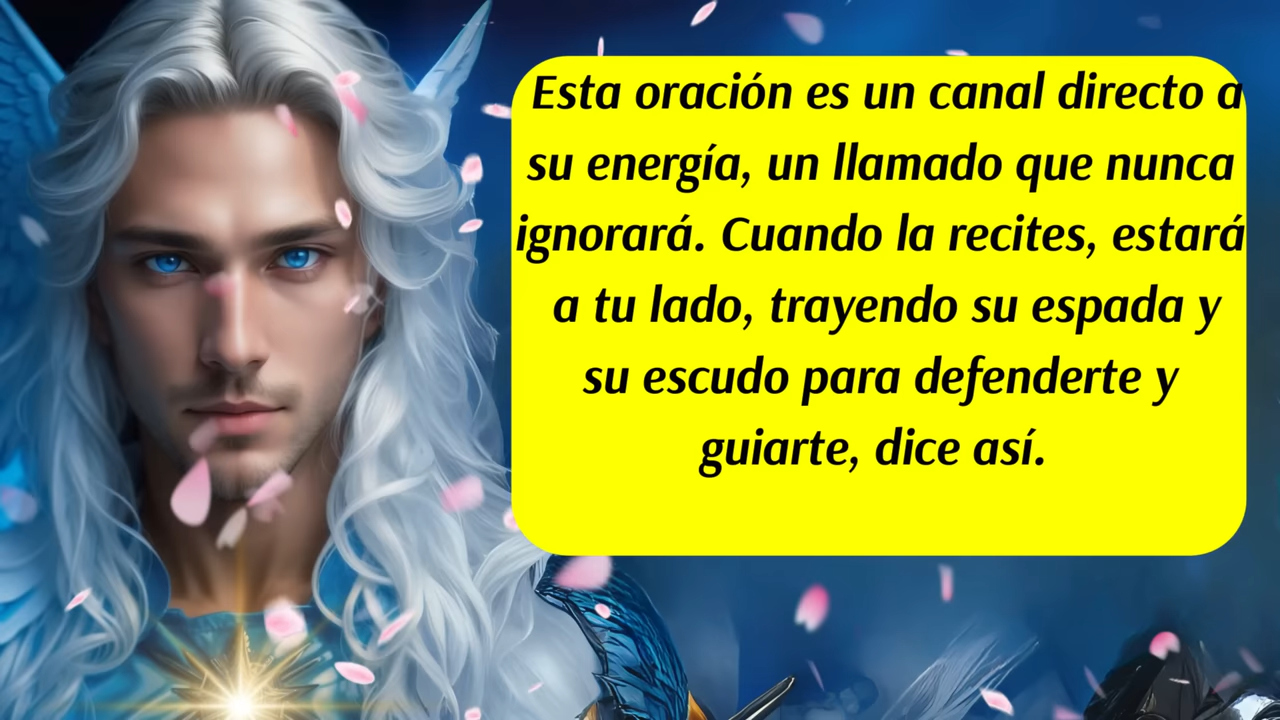 Esta oración es un canal directo a
su energía, un llamado que nunca
ignorará. Cuando la recites, estará
a tu lado, trayendo su espada y
su escudo para defenderte y
guiarte, dice así.